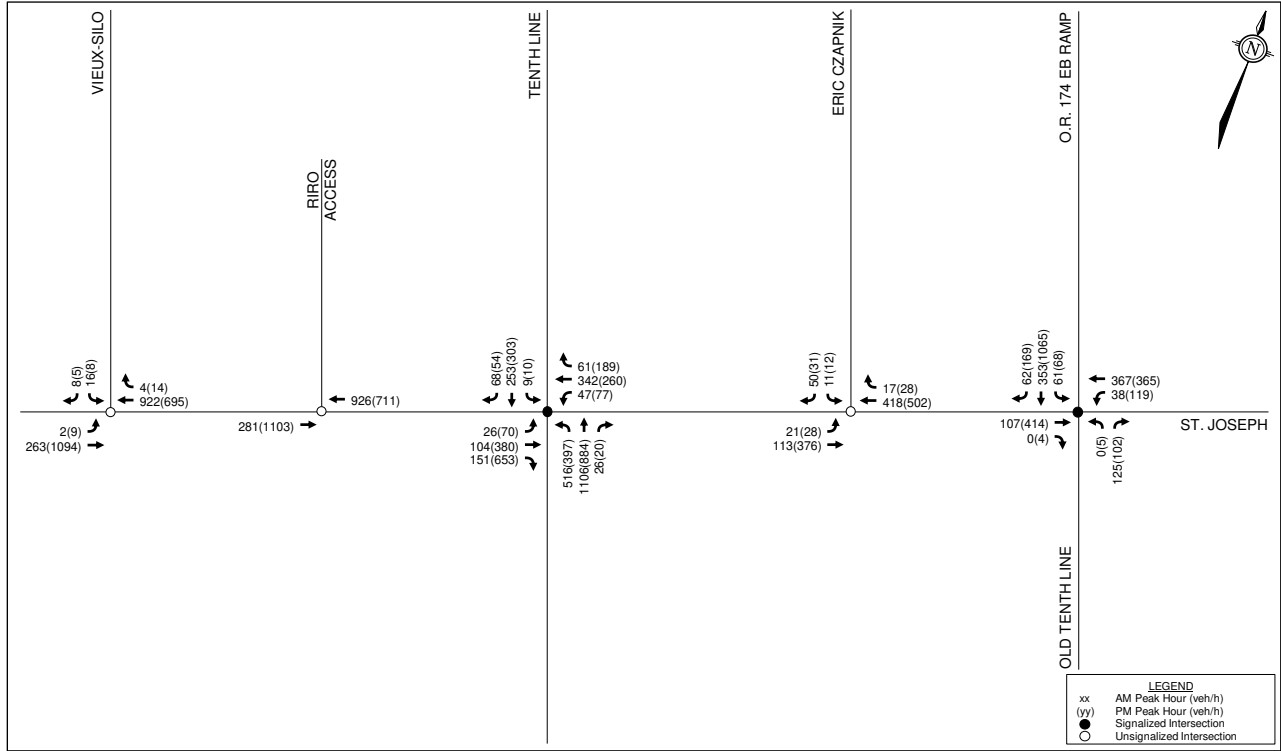 VIEUX-SILO
RIRO
ACCESS
TENTH LINE
ERIC CZAPNIK
O.R. 174 EB RAMP
N
8(5)
16(8)
4(14)
922(695)
2(9)
263(1094)
926(711)
281(1103)
68(54)
253(303)
9(10)
61(189)
342(260)
47(77)
26(70)
104(380)
151(653)
516(397)
1106(884)
26(20)
50(31)
11(12)
17(28)
418(502)
21(28)
113(376)
62(169)
353(1065)
61(68)
367(365)
38(119)
107(414)
0(4)
0(5)
125(102)
ST. JOSEPH
OLD TENTH LINE
LEGEND
xx AM Peak Hour (veh/h)
(yy) PM Peak Hour (veh/h)
Signalized Intersection
Unsignalized Intersection